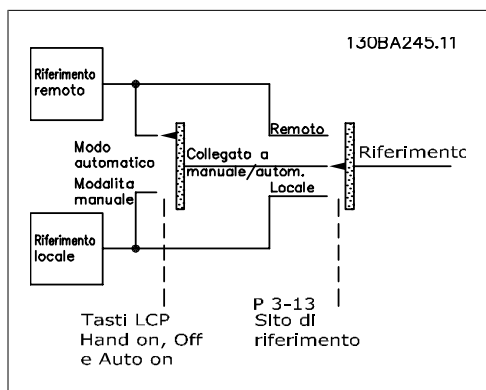 130BA245.11
Riferimento
remoto
Remoto
Modo
automatico
Collegato a
manuale/autom.
Riferimento
Modalita
manuale
Locale
Riferimento
locale
Tasti LCP
Hand on, Off
e Auto on
P 3-13
Sito di
riferimento